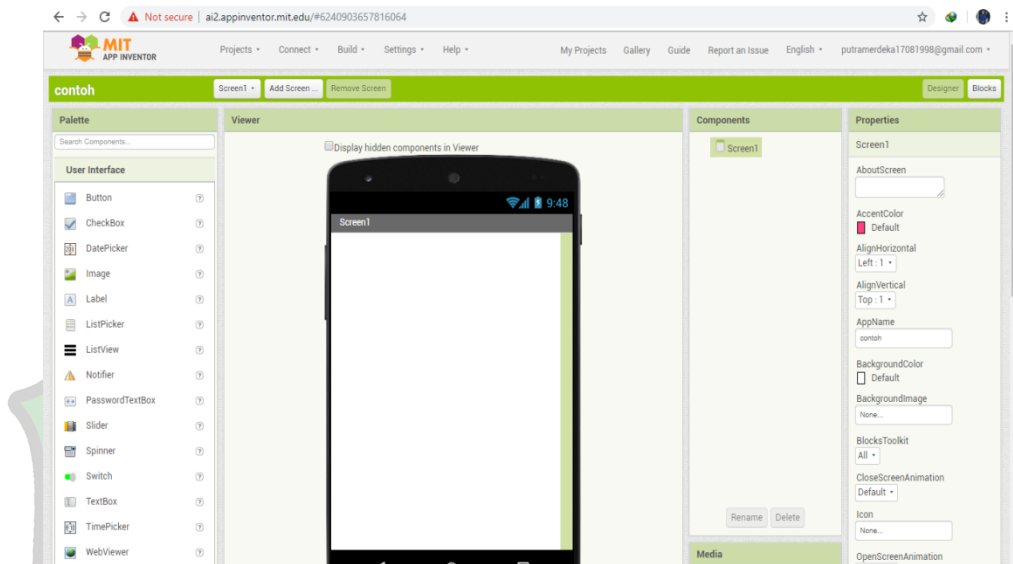 Not secure | ai2.appinventor.mit.edu/#6240903657816064
MIT
APP INVENTOR
Projects Connect Build Settings Help My Projects Gallery Guide Report an Issue English putramerdeka17081998@gmail.com
contoh Screen1 Add Screen ... Remove Screen Designer Blocks
Palette
Search Components...
User Interface
Button
CheckBox
DatePicker
Image
Label
ListPicker
ListView
Notifier
PasswordTextBox
Slider
Spinner
Switch
TextBox
TimePicker
WebViewer
Viewer
Display hidden components in Viewer
9:48
Screen1
Components
Screen1
Rename Delete
Media
Properties
Screen1
AboutScreen
AccentColor
Default
AlignHorizontal
Left : 1
AlignVertical
Top : 1
AppName
contoh
BackgroundColor
Default
BackgroundImage
None...
BlocksToolkit
All
CloseScreenAnimation
Default
Icon
None...
OpenScreenAnimation